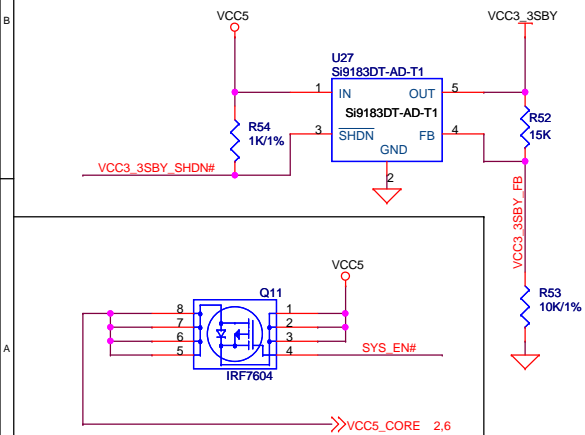 B
VCC5
VCC3_3SBY
U27
Si9183DT-AD-T1
1
IN
OUT
5
Si9183DT-AD-T1
R54
1K/1%
3
SHDN
FB
4
R52
15K
GND
2
VCC3_3SBY_SHDN#
VCC3_3SBY_FB
VCC5
Q11
R53
10K/1%
8
1
7
2
6
3
5
4
SYS_EN#
A
IRF7604
VCC5_CORE 2,6